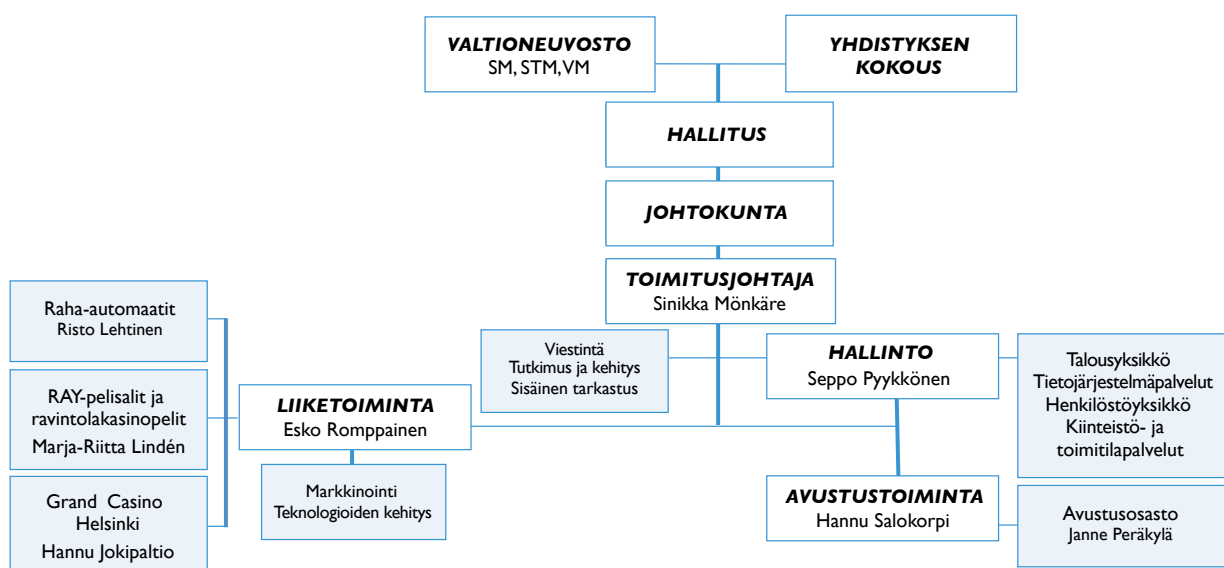 VALTIONEUVOSTO
SM, STM, VM
YHDISTYKSEN
KOKOUS
HALLITUS
JOHTOKUNTA
TOIMITUSJOHTAJA
Sinikka Mönkäre
Raha-automaatit
Risto Lehtinen
RAY-pelisalit ja
ravintolakasinopelit
Marja-Riitta Lindén
Grand Casino
Helsinki
Hannu Jokipaltio
LIIKETOIMINTA
Esko Romppainen
Markkinointi
Teknologioiden kehitys
Viestintä
Tutkimus ja kehitys
Sisäinen tarkastus
HALLINTO
Seppo Pyykkönen
Talousyksikkö
Tietojärjestelmäpalvelut
Henkilöstöyksikkö
Kiinteistö- ja
toimitilapalvelut
AVUSTUSTOIMINTA
Hannu Salokorpi
Avustusosasto
Janne Peräkylä